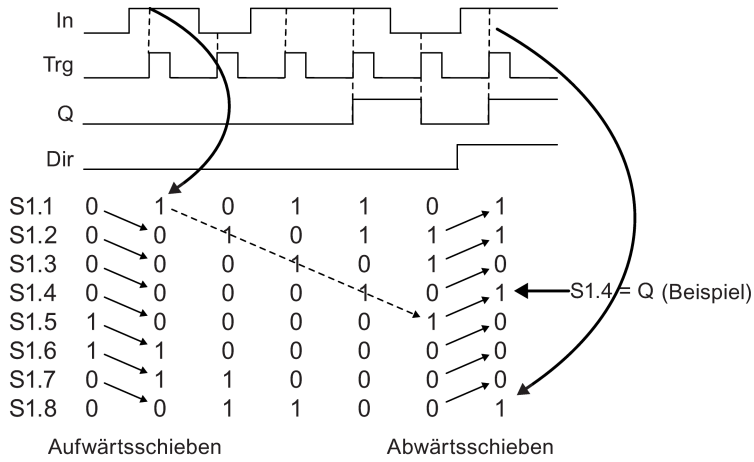 In
Trg
Q
Dir
S1.1 0 1 0 1 1 0 1
S1.2 0 0 1 0 1 1 1
S1.3 0 0 0 1 0 1 0
S1.4 0 0 0 0 1 0 1 S1.4 = Q (Beispiel)
S1.5 1 0 0 0 0 1 0
S1.6 1 1 0 0 0 0 0
S1.7 0 1 1 0 0 0 0
S1.8 0 0 1 1 0 0 1
Aufwärtsschieben Abwärtsschieben